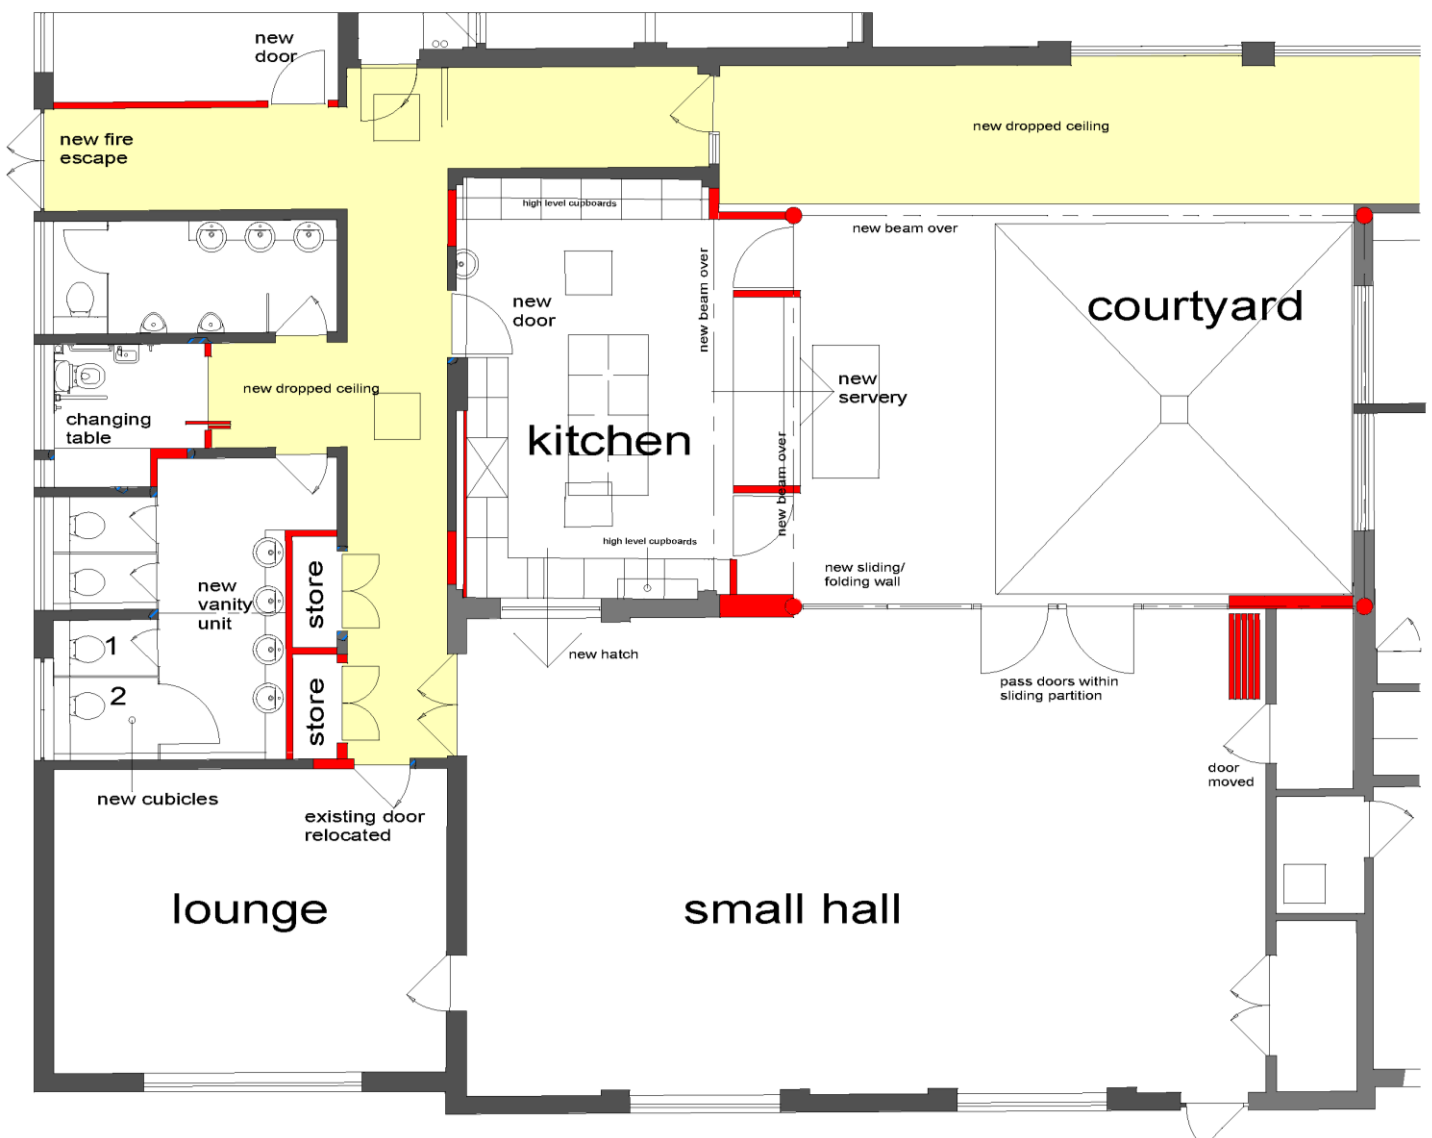 new
door
new fire
escape
new dropped ceiling
high level cupboards
new beam over
new beam over
courtyard
new
door
new dropped ceiling
new
servery
changing
table
kitchen
new beam over
high level cupboards
new sliding/
folding wall
new
vanity
unit
store
1
new hatch
2
store
pass doors within
sliding partition
door
moved
new cubicles
existing door
relocated
lounge
small hall